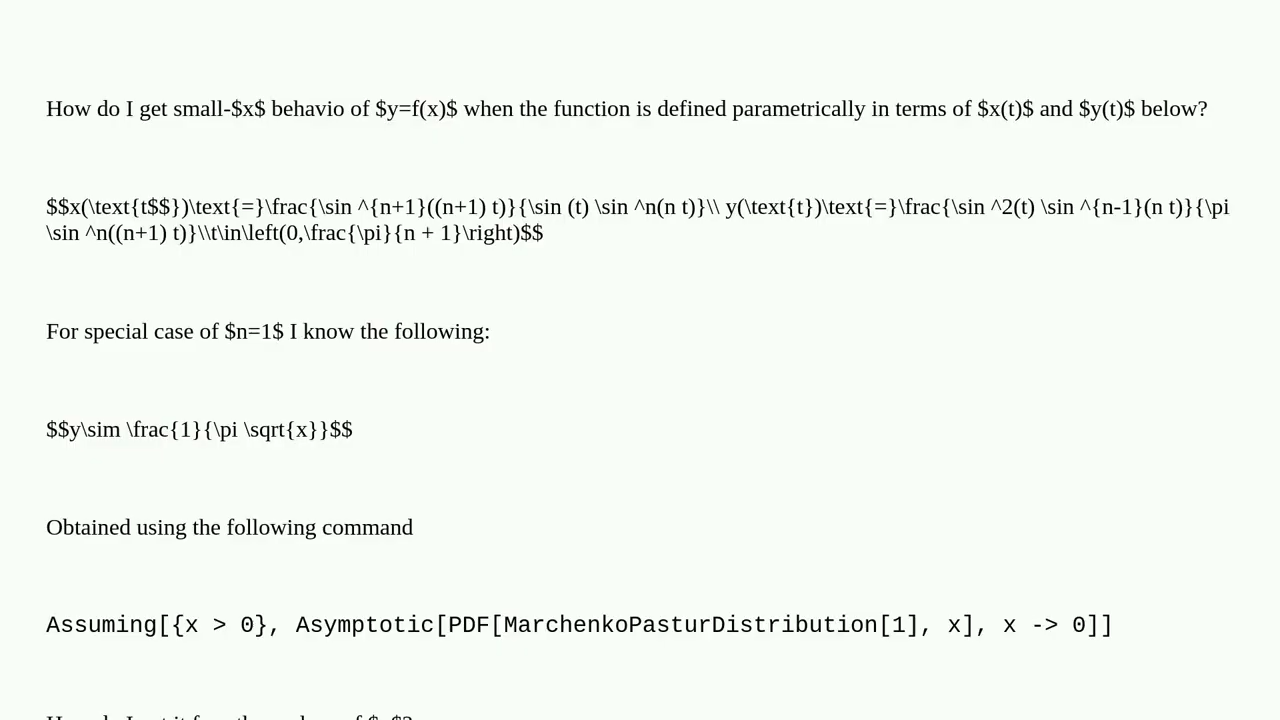 How do I get small-$x$ behavio of $y=f(x)$ when the function is defined parametrically in terms of $x(t)$ and $y(t)$ below?
$$x(\text{t$$})\text{=}\frac{\sin ^{n+1}((n+1) t)}{\sin (t) \sin ^n(n t)}\\ y(\text{t})\text{=}\frac{\sin ^2(t) \sin ^{n-1}(n t)}{\pi
\sin ^n((n+1) t)}\\t\in\left(0,\frac{\pi}{n + 1}\right)$$
For special case of $n=1$ I know the following:
$$y\sim \frac{1}{\pi \sqrt{x}}$$
Obtained using the following command
Assuming[{x > 0}, Asymptotic[PDF[MarchenkoPasturDistribution[1], x], x -> 0]]